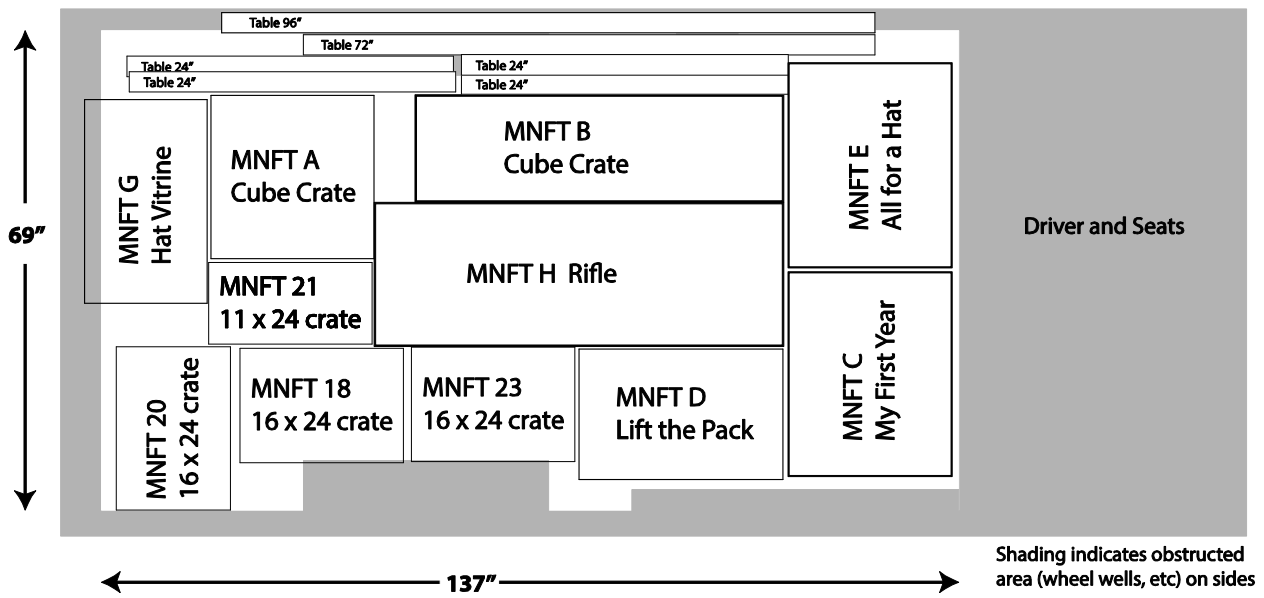 Table 96”
Table 72”
Table 24”
Table 24”
Table 24”
Table 24”
MNFT G
Hat Vitrine
MNFT A
Cube Crate
MNFT B
Cube Crate
MNFT E
All for a Hat
Driver and Seats
69”
MNFT H Rifle
MNFT 21
11 x 24 crate
MNFT 20
16 x 24 crate
MNFT 18
16 x 24 crate
MNFT 23
16 x 24 crate
MNFT D
Lift the Pack
MNFT C
My First Year
137”
Shading indicates obstructed
area (wheel wells, etc) on sides